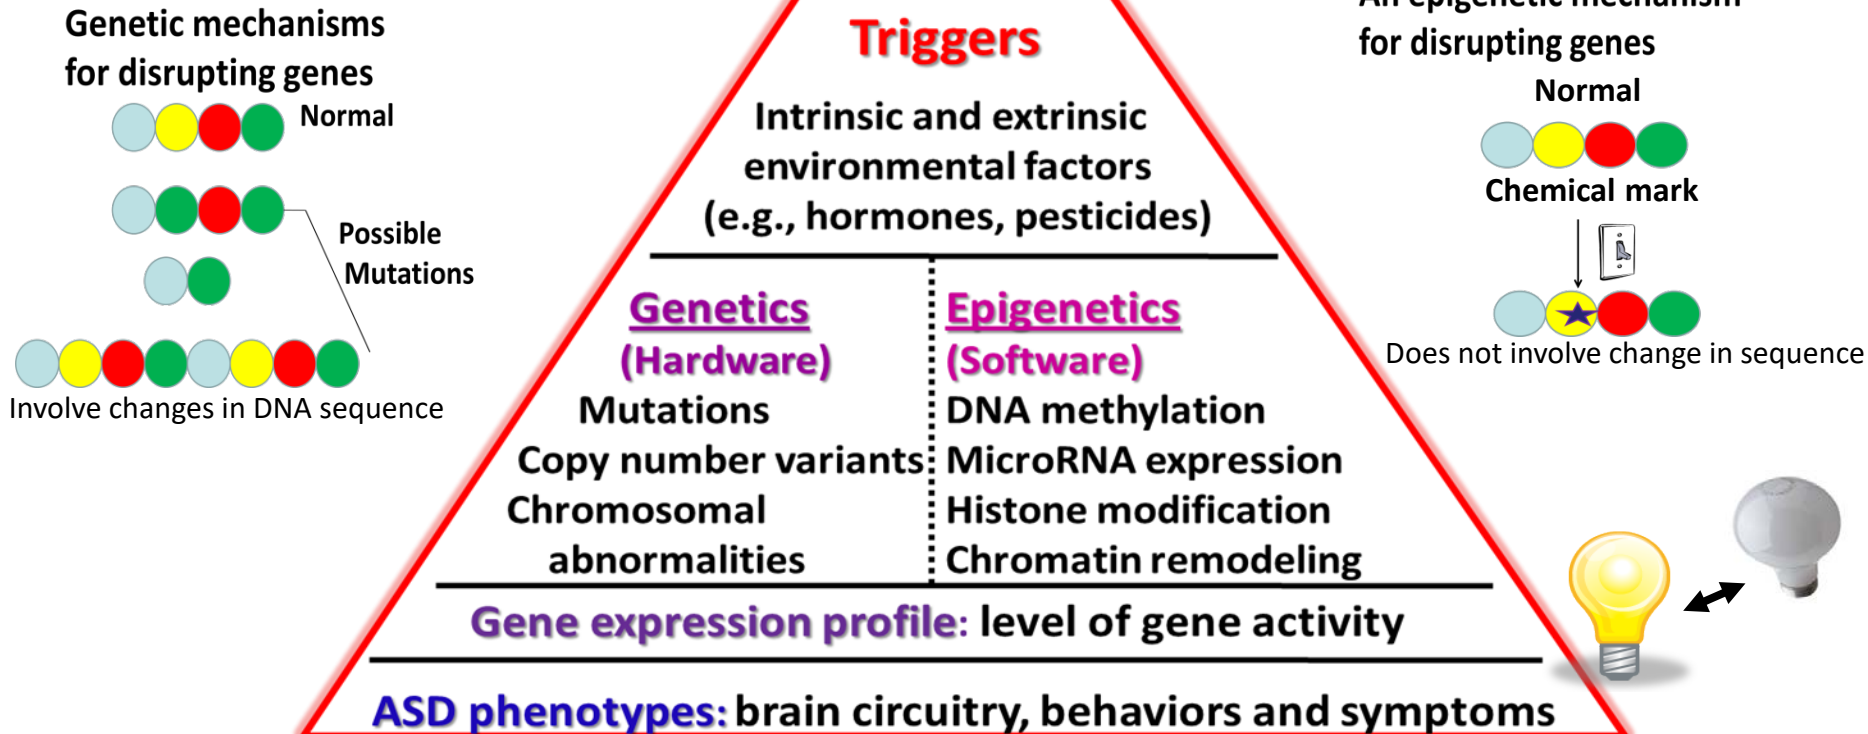 Genetic mechanisms
for disrupting genes
Normal
Possible
Mutations
Involve changes in DNA sequence
Triggers
Intrinsic and extrinsic
environmental factors
(e.g., hormones, pesticides)
Genetics
(Hardware)
Mutations
Copy number variants
Chromosomal
abnormalities
Epigenetics
(Software)
DNA methylation
MicroRNA expression
Histone modification
Chromatin remodeling
Gene expression profile: level of gene activity
ASD phenotypes: brain circuitry, behaviors and symptoms
An epigenetic mechanism
for disrupting genes
Normal
Chemical mark
Does not involve change in sequence